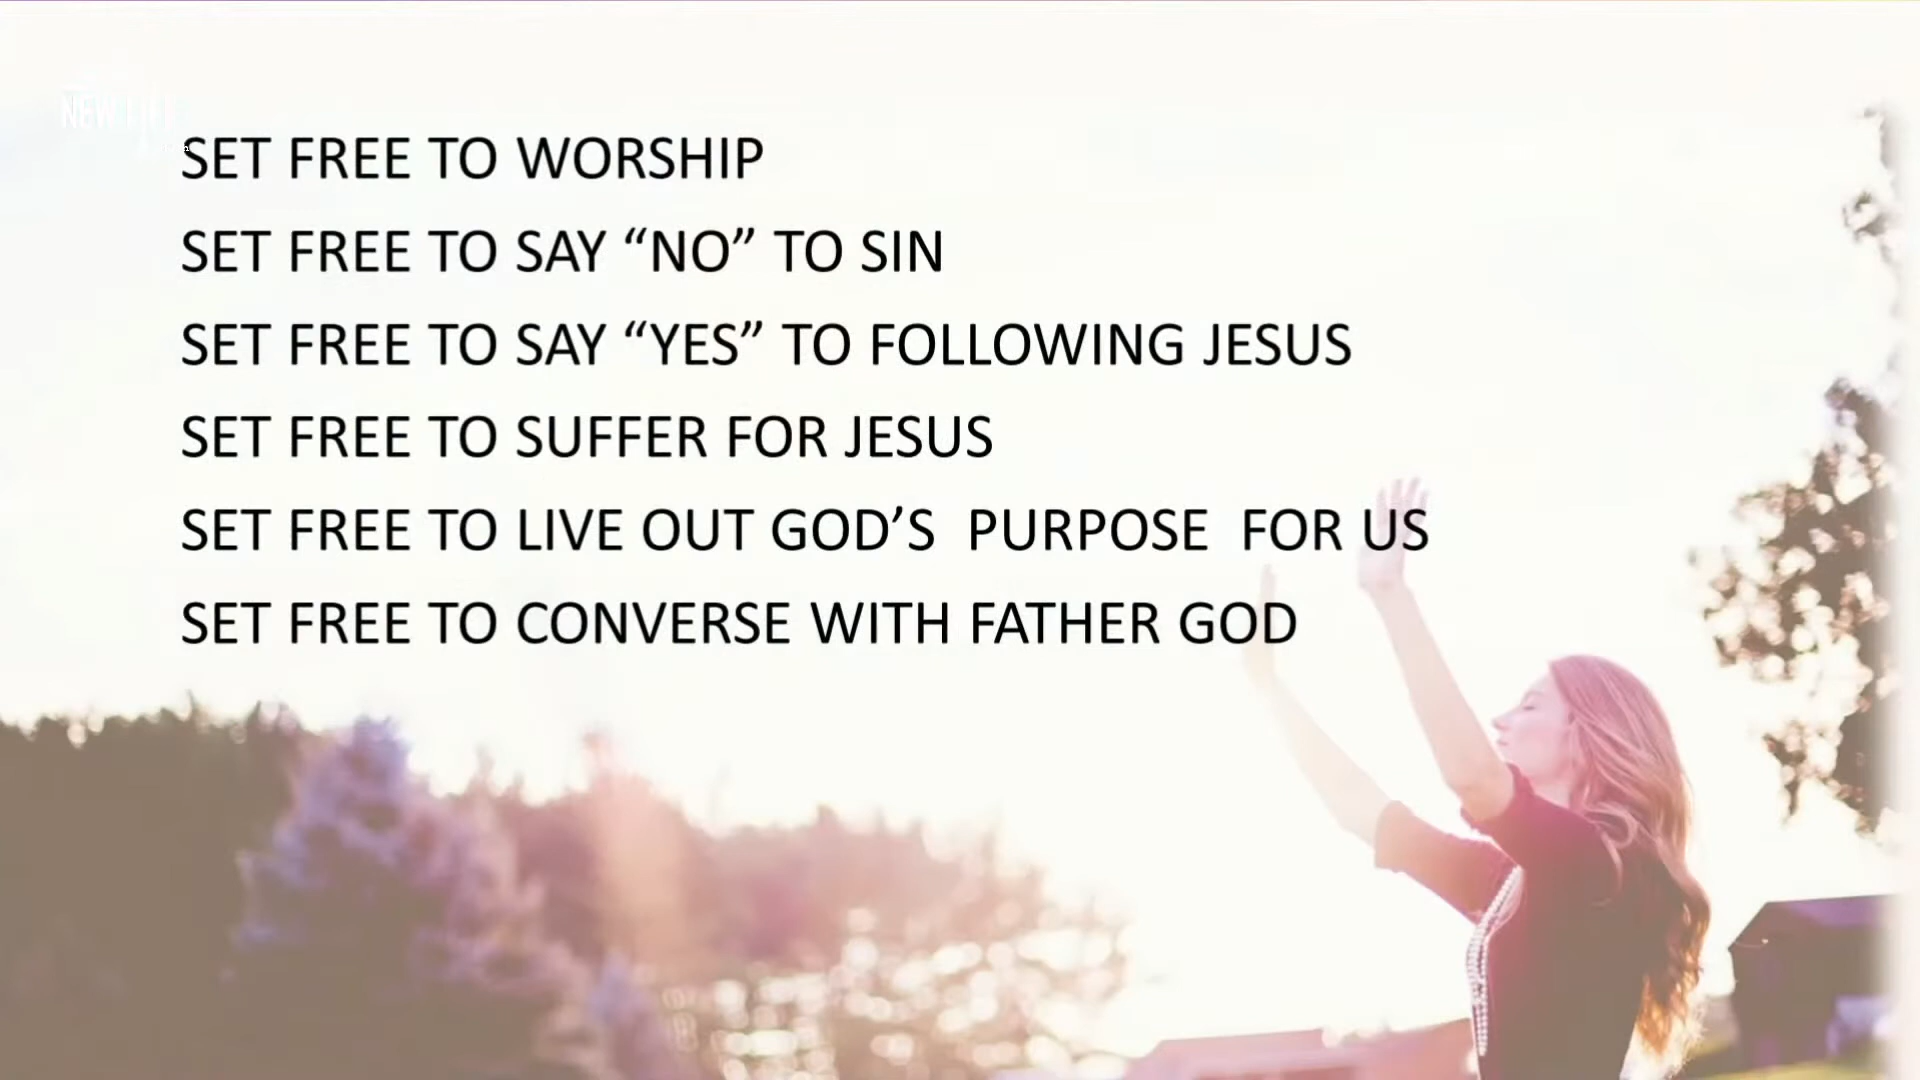 NEW LIFE
SET FREE TO WORSHIP
SET FREE TO SAY “NO” TO SIN
SET FREE TO SAY “YES” TO FOLLOWING JESUS
SET FREE TO SUFFER FOR JESUS
SET FREE TO LIVE OUT GOD’S  PURPOSE  FOR US
SET FREE TO CONVERSE WITH FATHER GOD